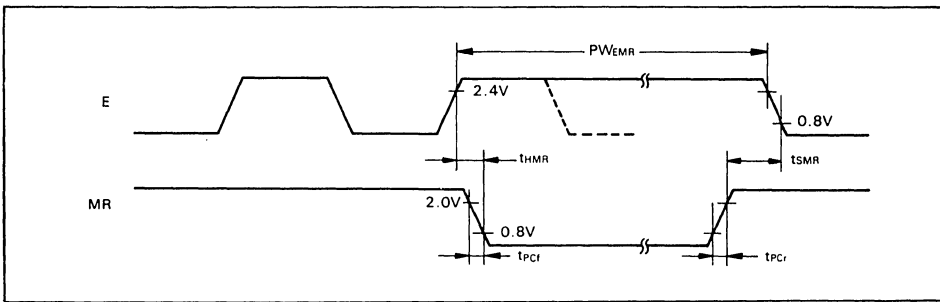 PWEMR
E
2.4V
0.8V
tHMR
tSMR
MR
2.0V
0.8V
tPCf
tPCr